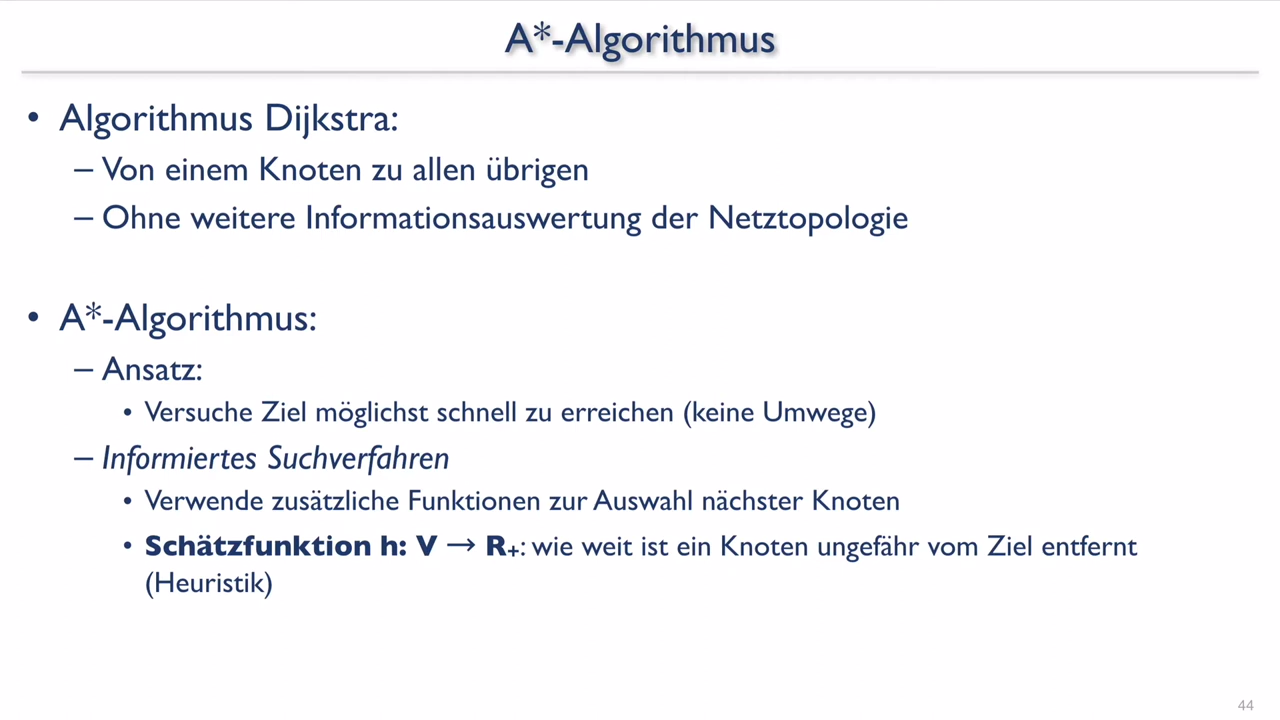 A*-Algorithmus
• Algorithmus Dijkstra:
– Von einem Knoten zu allen übrigen
– Ohne weitere Informationsauswertung der Netztopologie
• A*-Algorithmus:
– Ansatz:
• Versuche Ziel möglichst schnell zu erreichen (keine Umwege)
– Informiertes Suchverfahren
• Verwende zusätzliche Funktionen zur Auswahl nächster Knoten
• Schätzfunktion h: V → R+: wie weit ist ein Knoten ungefähr vom Ziel entfernt
(Heuristik)
44